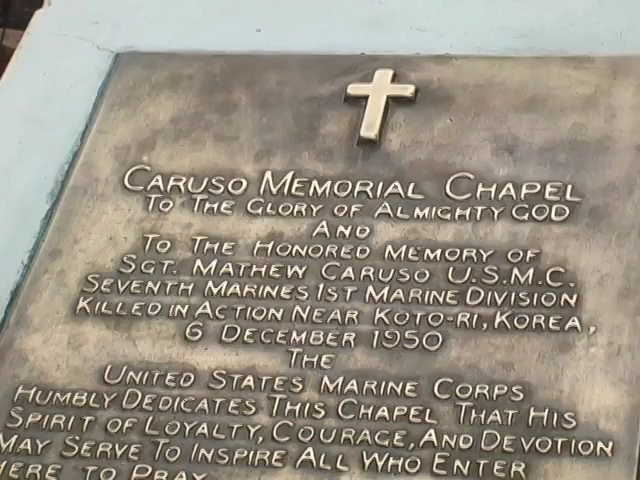 CARUSO MEMORIAL CHAPEL
TO THE GLORY OF ALMIGHTY GOD
AND
TO THE HONORED MEMORY OF
SGT. MATHEW CARUSO U.S.M.C.
SEVENTH MARINES 1ST MARINE DIVISION
KILLED IN ACTION NEAR KOTO-RI, KOREA,
6 DECEMBER 1950
THE
UNITED STATES MARINE CORPS
HUMBLY DEDICATES THIS CHAPEL THAT HIS
SPIRIT OF LOYALTY, COURAGE, AND DEVOTION
MAY SERVE TO INSPIRE ALL WHO ENTER
HERE TO PRAY